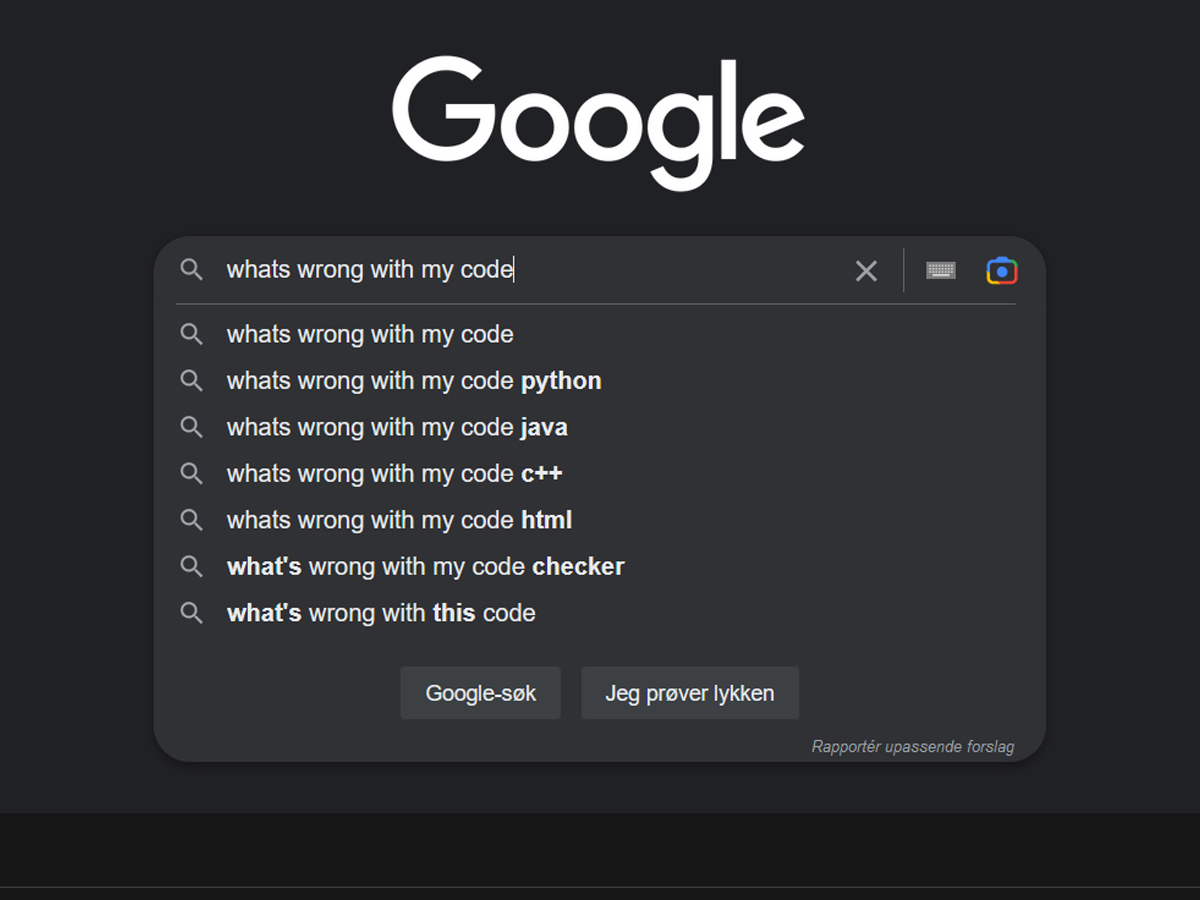 Google
whats wrong with my code
whats wrong with my code
whats wrong with my code python
whats wrong with my code java
whats wrong with my code c++
whats wrong with my code html
what's wrong with my code checker
what's wrong with this code
Google-søk
Jeg prøver lykken
Rapportér upassende forslag